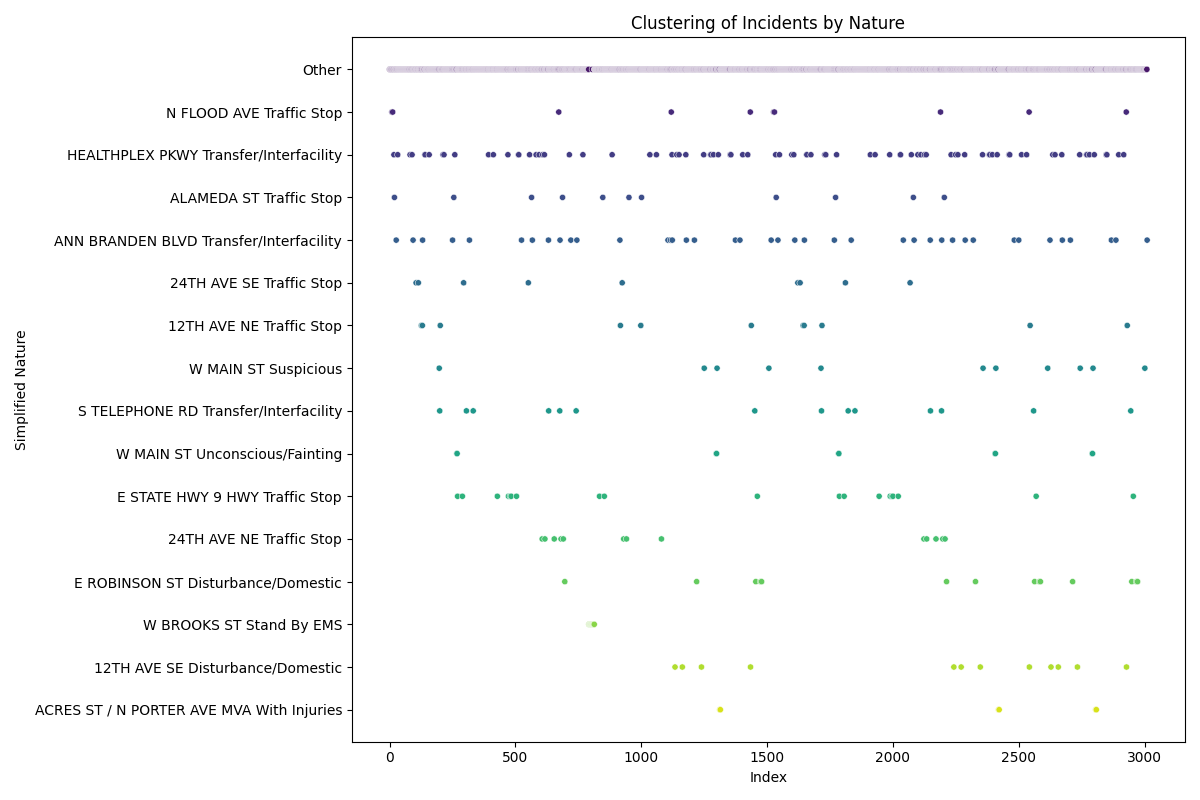 Clustering of Incidents by Nature
Simplified Nature
Other
N FLOOD AVE Traffic Stop
HEALTHPLEX PKWY Transfer/Interfacility
ALAMEDA ST Traffic Stop
ANN BRANDEN BLVD Transfer/Interfacility
24TH AVE SE Traffic Stop
12TH AVE NE Traffic Stop
W MAIN ST Suspicious
S TELEPHONE RD Transfer/Interfacility
W MAIN ST Unconscious/Fainting
E STATE HWY 9 HWY Traffic Stop
24TH AVE NE Traffic Stop
E ROBINSON ST Disturbance/Domestic
W BROOKS ST Stand By EMS
12TH AVE SE Disturbance/Domestic
ACRES ST / N PORTER AVE MVA With Injuries
0 500 1000 1500 2000 2500 3000
Index